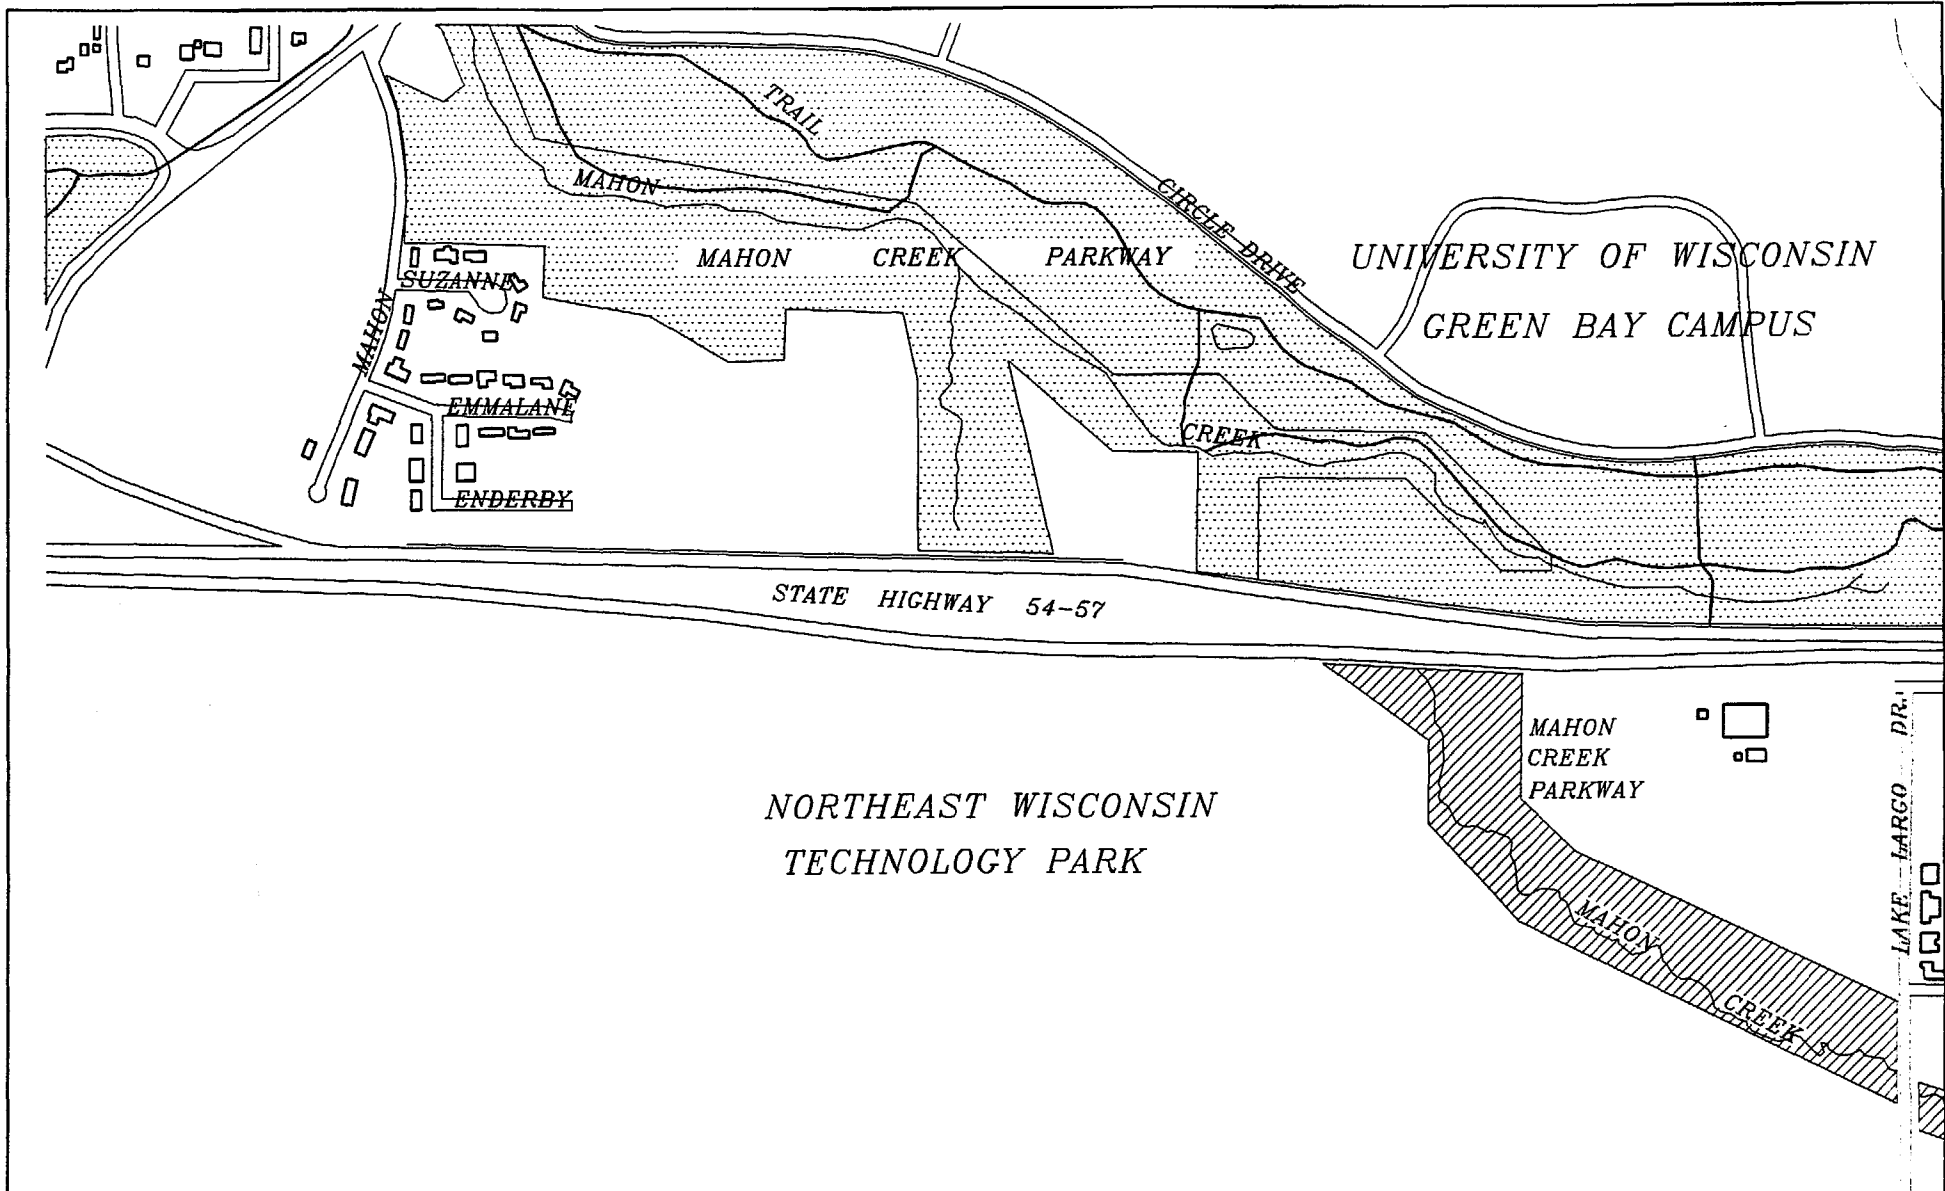 TRAIL
MAHON
CIRCLE DRIVE
MAHON CREEK PARKWAY
UNIVERSITY OF WISCONSIN
GREEN BAY CAMPUS
SUZANNE
MAHON
EMMALANE
CREEK
ENDERBY
STATE HIGHWAY 54-57
MAHON
CREEK
PARKWAY
LAKE LARGO DR.
NORTHEAST WISCONSIN
TECHNOLOGY PARK
MAHON
CREEK